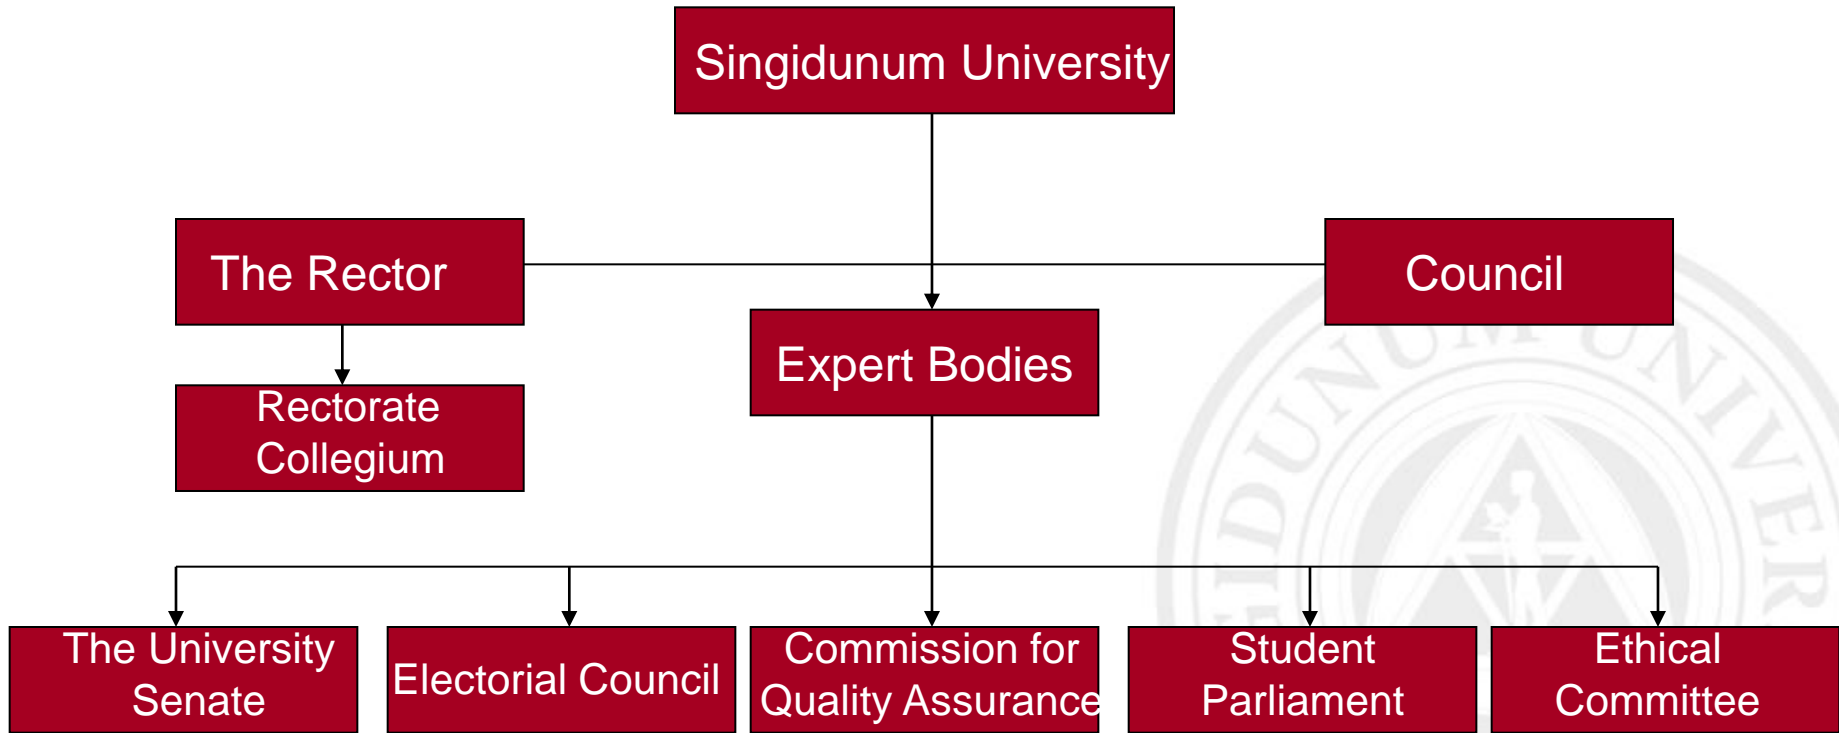 Singidunum University
The Rector
Council
Expert Bodies
Rectorate
Collegium
The University
Senate
Electorial Council
Commission for
Quality Assurance
Student
Parliament
Ethical
Committee